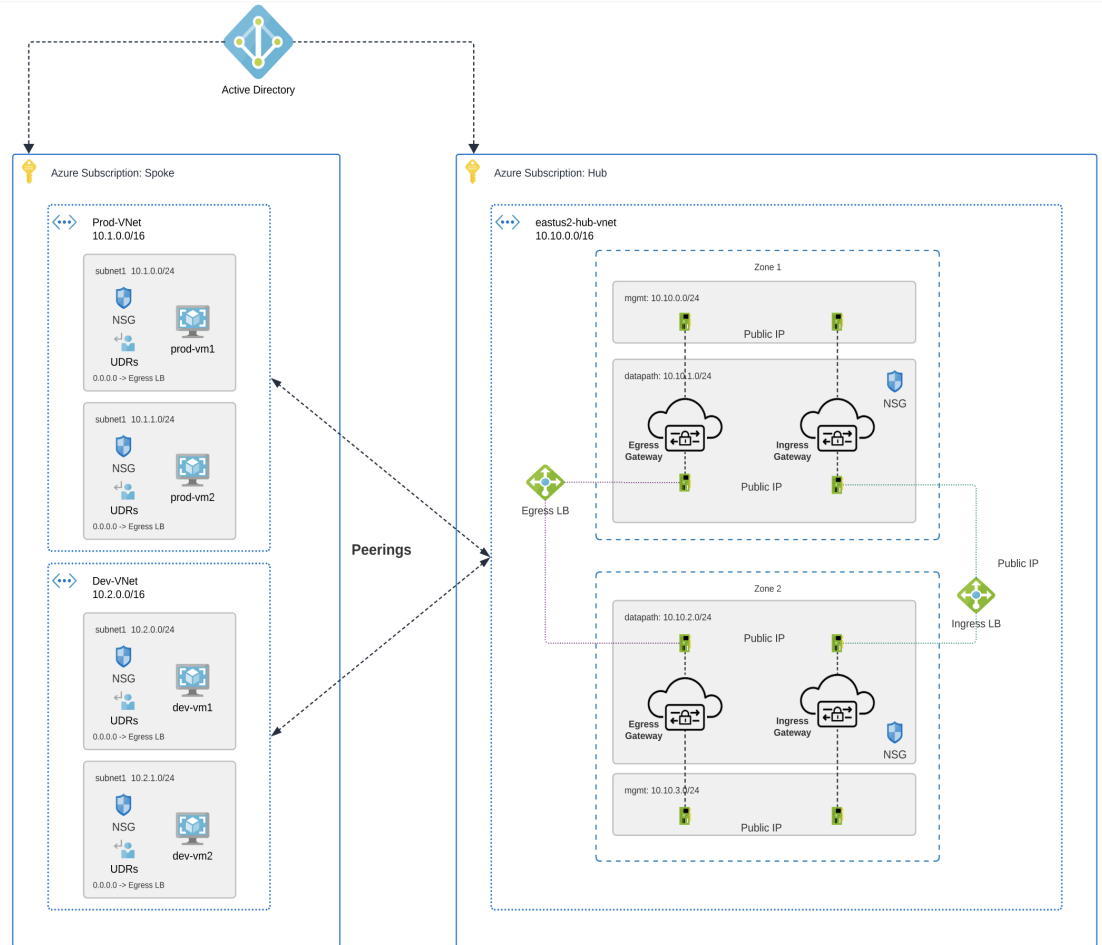 Active Directory
Azure Subscription: Spoke
Prod-VNet
10.1.0.0/16
subnet1 10.1.0.0/24
NSG
UDRs
prod-vm1
0.0.0.0 -> Egress LB
subnet1 10.1.1.0/24
NSG
UDRs
prod-vm2
0.0.0.0 -> Egress LB
Dev-VNet
10.2.0.0/16
subnet1 10.2.0.0/24
NSG
UDRs
dev-vm1
0.0.0.0 -> Egress LB
subnet1 10.2.1.0/24
NSG
UDRs
dev-vm2
0.0.0.0 -> Egress LB
Peerings
Azure Subscription: Hub
eastus2-hub-vnet
10.10.0.0/16
Zone 1
mgmt: 10.10.0.0/24
Public IP
datapath: 10.10.1.0/24
NSG
Egress
Gateway
Ingress
Gateway
Public IP
Egress LB
Public IP
Ingress LB
Zone 2
datapath: 10.10.2.0/24
Public IP
Egress
Gateway
Ingress
Gateway
NSG
mgmt: 10.10.3.0/24
Public IP